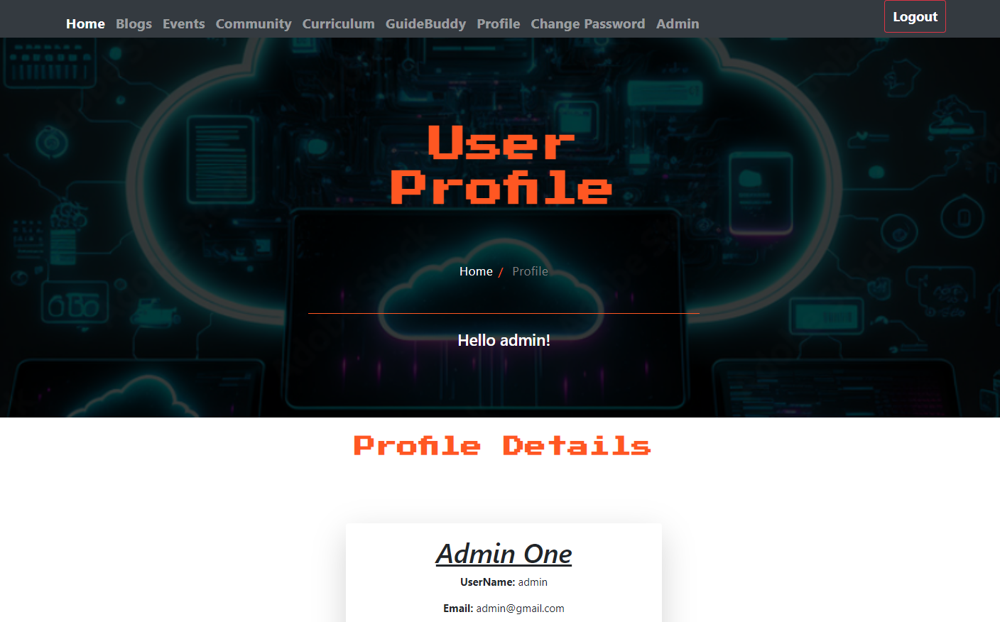 Home Blogs Events Community Curriculum GuideBuddy Profile Change Password Admin Logout
User
Profile
Home / Profile
Hello admin!
Profile Details
Admin One
UserName: admin
Email: admin@gmail.com